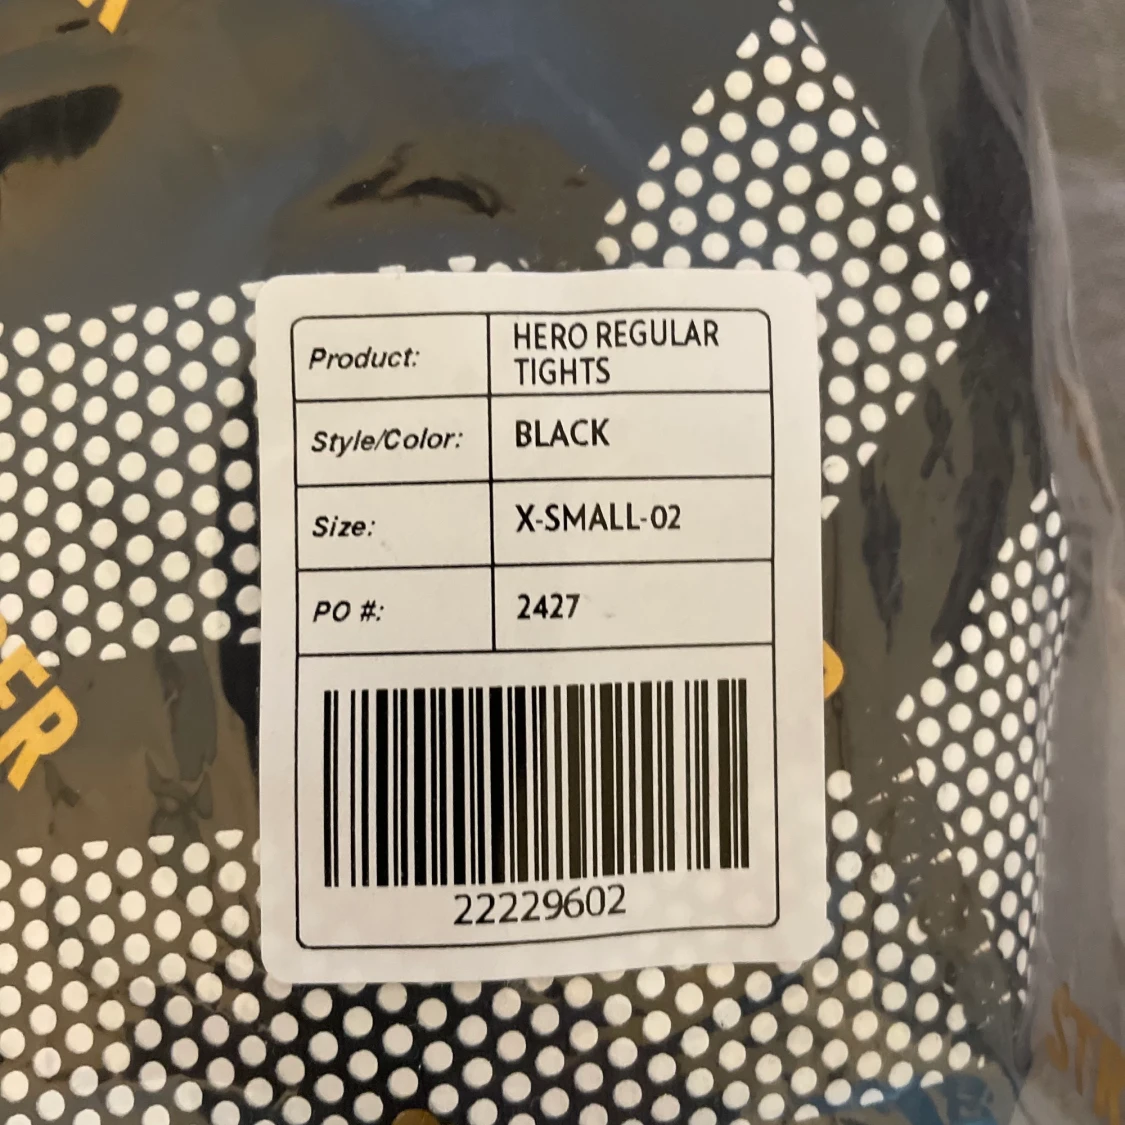 Product:
HERO REGULAR
TIGHTS
Style/Color:
BLACK
Size:
X-SMALL-02
PO #:
2427
22229602